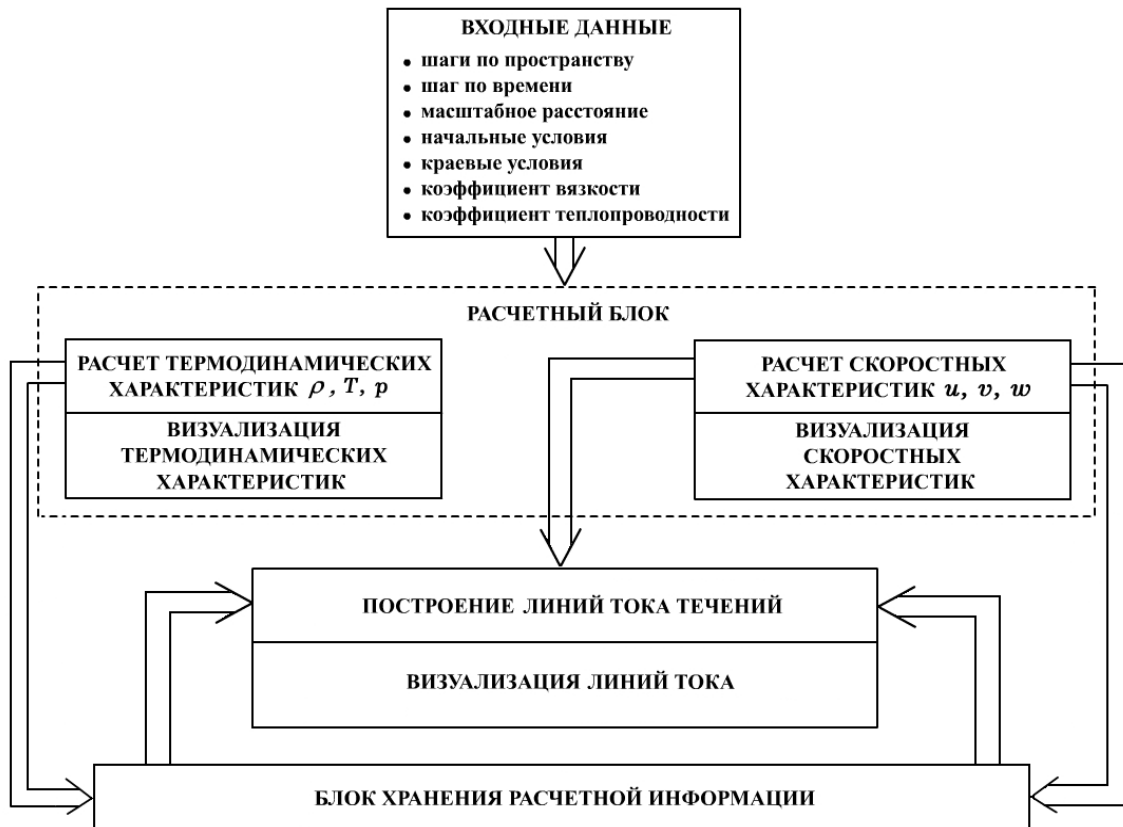 ВХОДНЫЕ ДАННЫЕ
• шаги по пространству
• шаг по времени
• масштабное расстояние
• начальные условия
• краевые условия
• коэффициент вязкости
• коэффициент теплопроводности
РАСЧЕТНЫЙ БЛОК
РАСЧЕТ ТЕРМОДИНАМИЧЕСКИХ
ХАРАКТЕРИСТИК ρ, T, p
ВИЗУАЛИЗАЦИЯ
ТЕРМОДИНАМИЧЕСКИХ
ХАРАКТЕРИСТИК
РАСЧЕТ СКОРОСТНЫХ
ХАРАКТЕРИСТИК u, v, w
ВИЗУАЛИЗАЦИЯ
СКОРОСТНЫХ
ХАРАКТЕРИСТИК
ПОСТРОЕНИЕ ЛИНИЙ ТОКА ТЕЧЕНИЙ
ВИЗУАЛИЗАЦИЯ ЛИНИЙ ТОКА
БЛОК ХРАНЕНИЯ РАСЧЕТНОЙ ИНФОРМАЦИИ